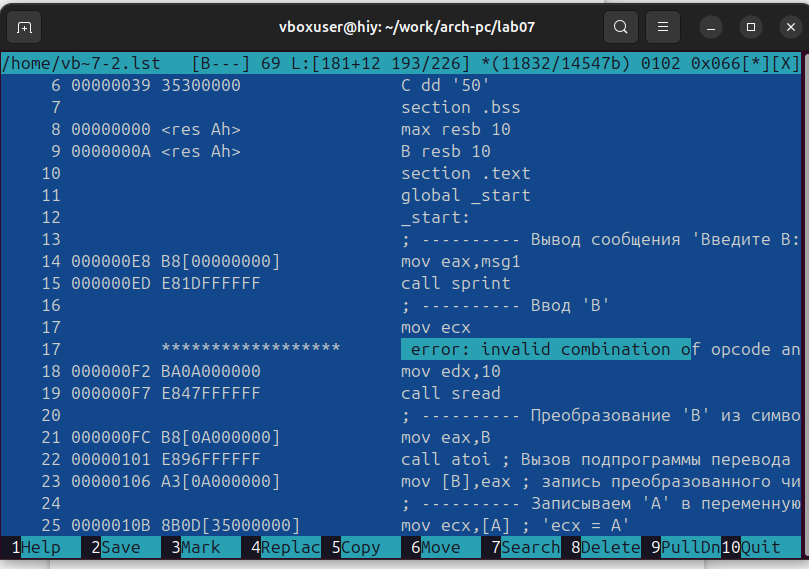 vboxuser@hiy: ~/work/arch-pc/lab07
/home/vb~7-2.lst [B---] 69 L:[181+12 193/226] *(11832/14547b) 0102 0x066[*][X]
6 00000039 35300000 C dd '50'
7 section .bss
8 00000000 <res Ah> max resb 10
9 0000000A <res Ah> B resb 10
10 section .text
11 global _start
12 _start:
13 ; ---------- Вывод сообщения 'Введите B:
14 000000E8 B8[00000000] mov eax,msg1
15 000000ED E81DFFFFFF call sprint
16 ; ---------- Ввод 'B'
17 mov ecx
17 ****************** error: invalid combination of opcode an
18 000000F2 BA0A000000 mov edx,10
19 000000F7 E847FFFFFF call sread
20 ; ---------- Преобразование 'B' из симво
21 000000FC B8[0A000000] mov eax,B
22 00000101 E896FFFFFF call atoi ; Вызов подпрограммы перевода
23 00000106 A3[0A000000] mov [B],eax ; запись преобразованного чи
24 ; ---------- Записываем 'A' в переменную
25 0000010B 8B0D[35000000] mov ecx,[A] ; 'ecx = A'
1Help 2Save 3Mark 4Replac 5Copy 6Move 7Search 8Delete 9PullDn 10Quit